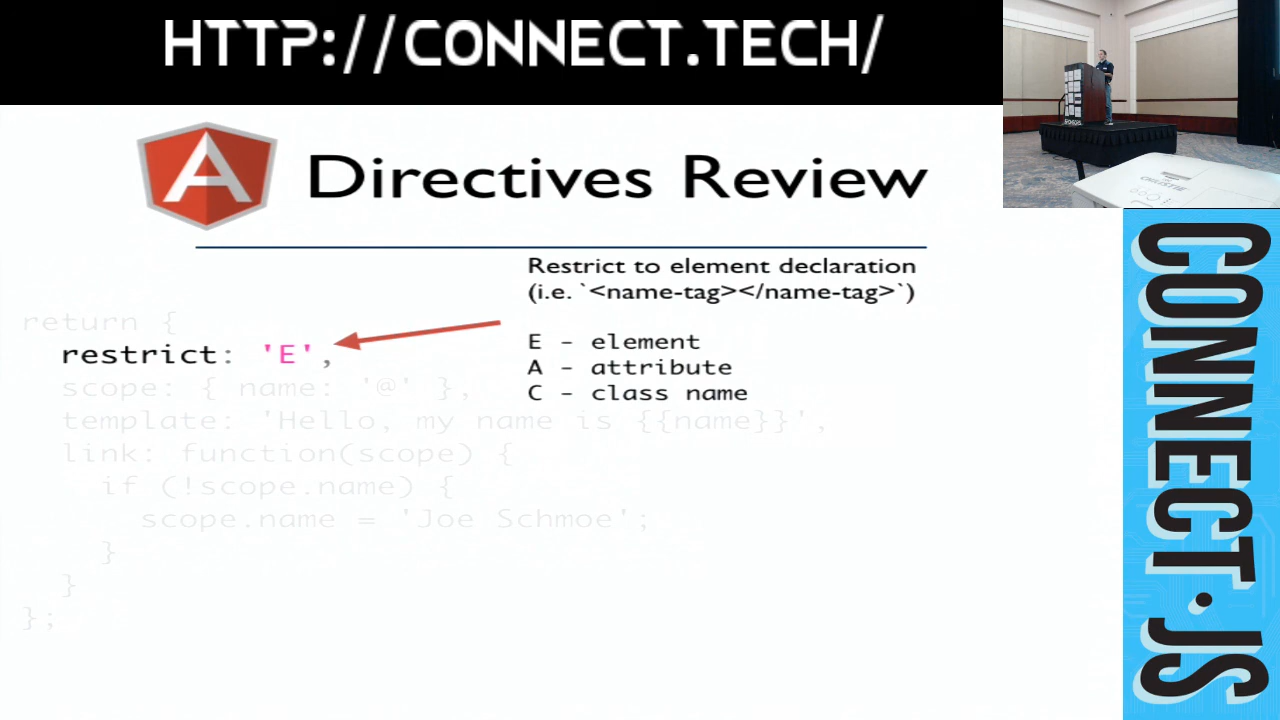 HTTP://CONNECT.TECH/
Directives Review
Restrict to element declaration
(i.e. `<name-tag></name-tag>`)
E – element
A – attribute
C – class name
return {
restrict: 'E',
scope: { name: '@' },
template: 'Hello, my name is {{name}}',
link: function(scope) {
if (!scope.name) {
scope.name = 'Joe Schmoe';
}
}
};
CHRISTIE
CONNECT.JS